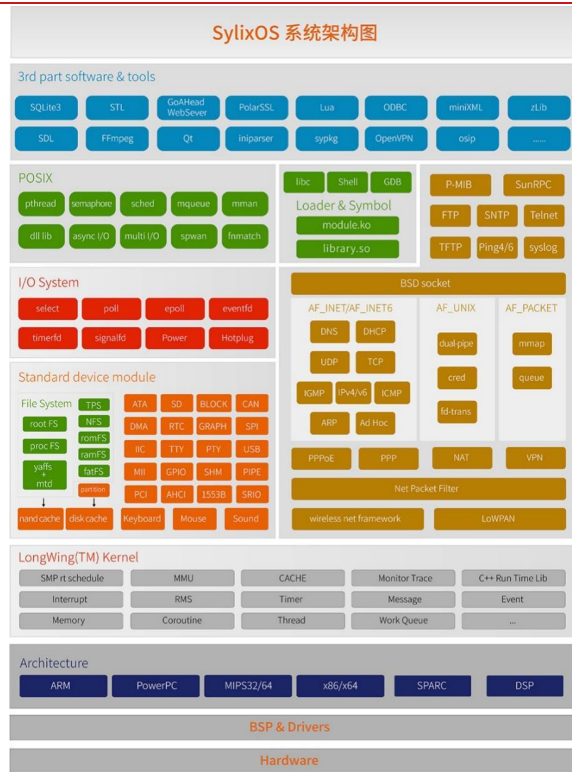 SylixOS 系统架构图
3rd part software & tools
SQLite3 STL GoAHead WebSever PolarSSL Lua ODBC miniXML zLib
SDL FFmpeg Qt iniparser sypkg OpenVPN osip ......
POSIX
pthread semaphore sched mqueue mman
dll lib async I/O multi I/O spwan fnmatch
libc Shell GDB
Loader & Symbol
module.ko
library.so
P-MIB SunRPC
FTP SNTP Telnet
TFTP Ping4/6 syslog
I/O System
select poll epoll eventfd
timerfd signalfd Power Hotplug
BSD socket
AF_INET/AF_INET6
DNS DHCP
UDP TCP
IGMP IPv4/v6 ICMP
ARP Ad Hoc
AF_UNIX
dual-pipe
cred
fd-trans
AF_PACKET
mmap
queue
PPPoE PPP NAT VPN
Net Packet Filter
wireless net framework LoWPAN
Standard device module
File System
root FS
proc FS
yaffs
+
mtd
TPS
NFS
romFS
ramFS
fatFS
partition
nand cache disk cache
ATA SD BLOCK CAN
DMA RTC GRAPH SPI
IIC TTY PTY USB
MII GPIO SHM PIPE
PCI AHCI 1553B SRIO
Keyboard Mouse Sound
LongWing(TM) Kernel
SMP rt schedule MMU CACHE Monitor Trace C++ Run Time Lib
Interrupt RMS Timer Message Event
Memory Coroutine Thread Work Queue ...
Architecture
ARM PowerPC MIPS32/64 x86/x64 SPARC DSP
BSP & Drivers
Hardware